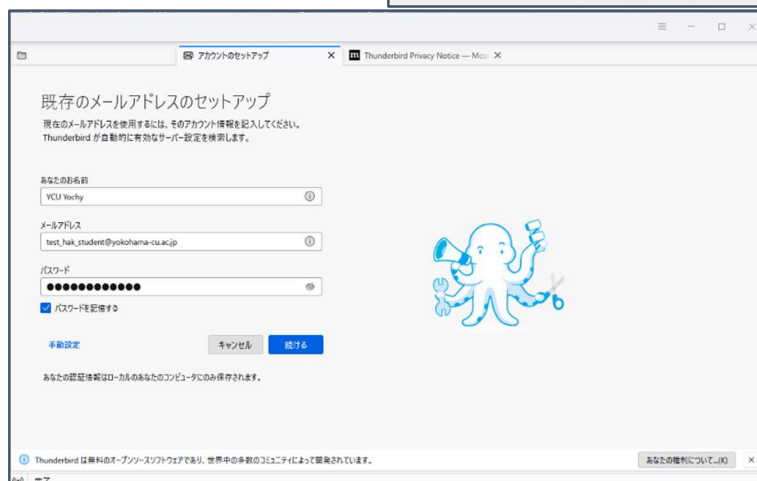 アカウントのセットアップ
Thunderbird Privacy Notice — Moz
既存のメールアドレスのセットアップ
現在のメールアドレスを使用するには、そのアカウント情報を記入してください。
Thunderbird が自動的に有効なサーバー設定を検索します。
あなたのお名前
YCU Yochy
メールアドレス
test_hak_student@yokohama-cu.ac.jp
パスワード
●●●●●●●●●●●●
パスワードを記憶する
手動設定
キャンセル
続ける
あなたの認証情報はローカルのあなたのコンピュータにのみ保存されます。
Thunderbird は無料のオープンソースソフトウェアであり、世界中の多数のコミュニティによって開発されています。
あなたの権利について...(K)
完了